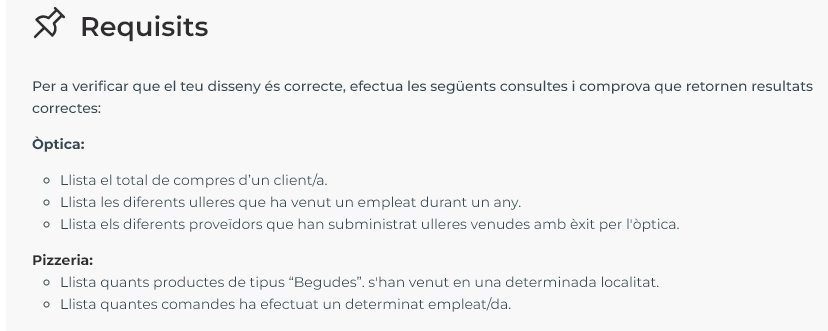 Requisits
Per a verificar que el teu disseny és correcte, efectua les següents consultes i comprova que retornen resultats
correctes:
Òptica:
Llista el total de compres d’un client/a.
Llista les diferents ulleres que ha venut un empleat durant un any.
Llista els diferents proveïdors que han subministrat ulleres venudes amb èxit per l'òptica.
Pizzeria:
Llista quants productes de tipus “Begudes”. s'han venut en una determinada localitat.
Llista quantes comandes ha efectuat un determinat empleat/da.